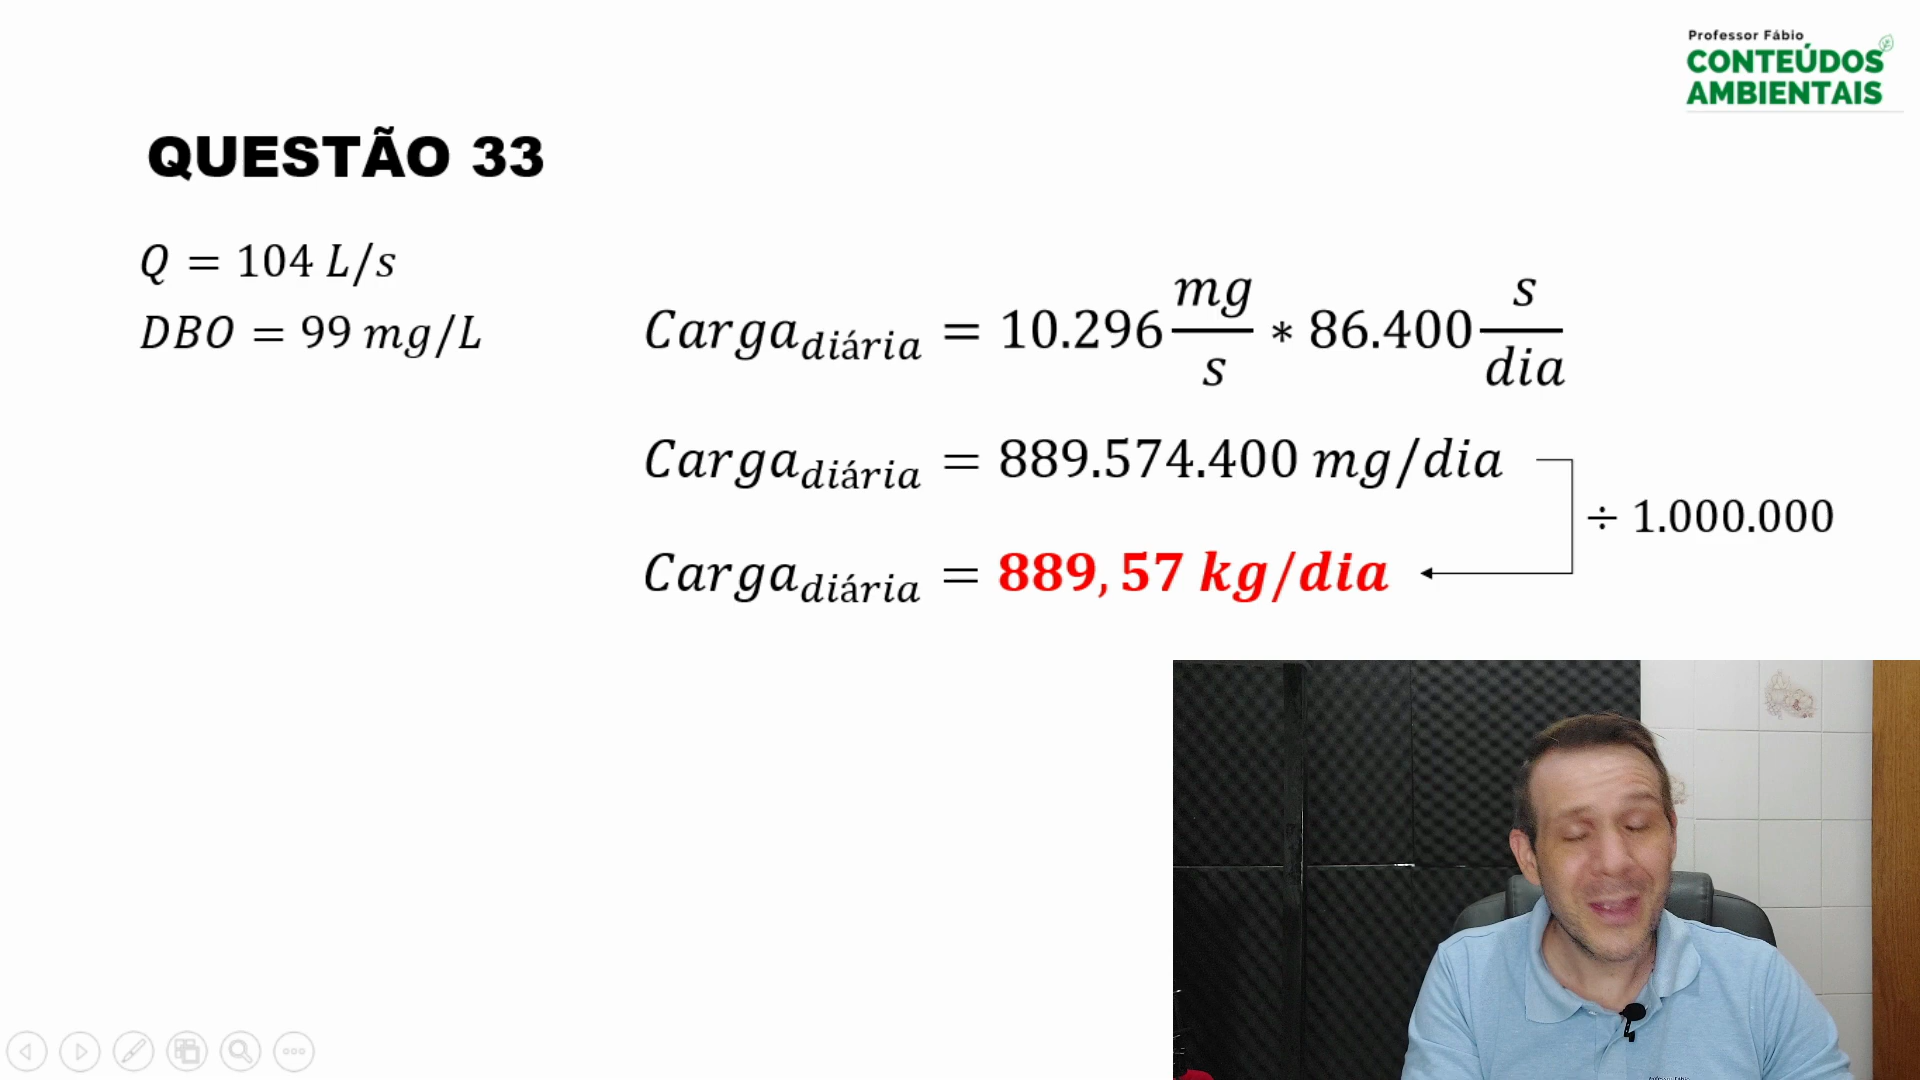 Professor Fábio
CONTEÚDOS
AMBIENTAIS
QUESTÃO 33
Q = 104 L/s
DBO = 99 mg/L
Carga_diária = 10.296 mg/s * 86.400 s/dia
Carga_diária = 889.574.400 mg/dia
÷ 1.000.000
Carga_diária = 889,57 kg/dia